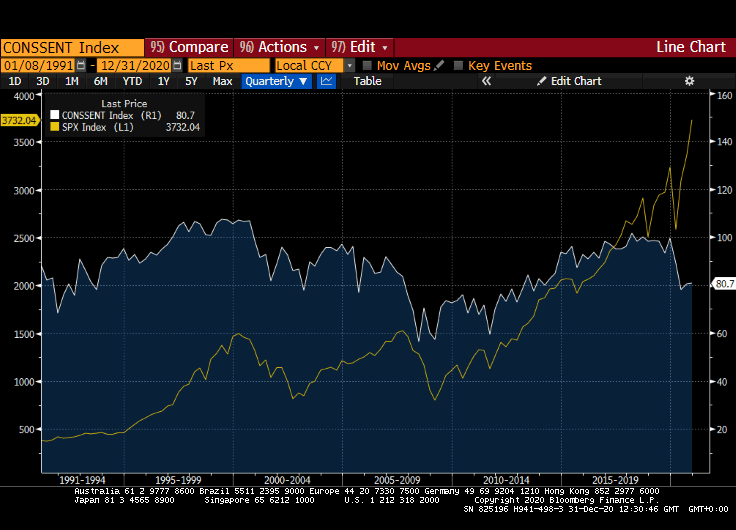 CONSSENT Index 95) Compare 96) Actions 97) Edit Line Chart
01/08/1991 - 12/31/2020 Last Px Local CCY Mov Avgs Key Events
1D 3D 1M 6M YTD 1Y 5Y Max Quarterly Table « Edit Chart
Last Price
CONSSENT Index (R1) 80.7
SPX Index (L1) 3732.04
4000
3732.04
3500
3000
2500
2000
1500
1000
500
160
140
120
100
80.7
80
60
40
20
1991-1994 1995-1999 2000-2004 2005-2009 2010-2014 2015-2019
Australia 61 2 9777 8600 Brazil 5511 2395 9000 Europe 44 20 7330 7500 Germany 49 69 9204 1210 Hong Kong 852 2977 6000
Japan 81 3 4565 8900 Singapore 65 6212 1000 U.S. 1 212 318 2000 Copyright 2020 Bloomberg Finance L.P.
SN 825196 H941-498-3 31-Dec-20 12:30:46 GMT GMT+0:00